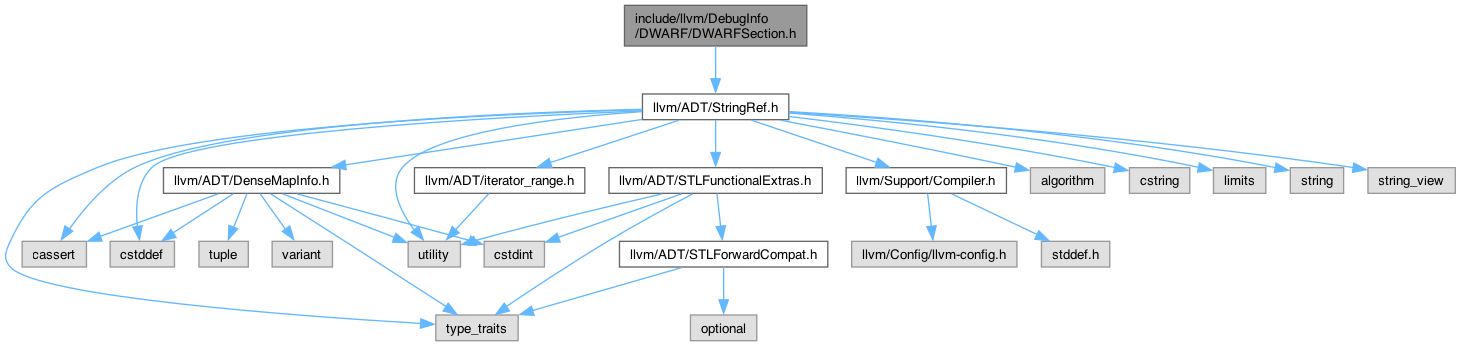 include/llvm/DebugInfo
/DWARF/DWARFSection.h
llvm/ADT/StringRef.h
llvm/ADT/DenseMapInfo.h
llvm/ADT/iterator_range.h
llvm/ADT/STLFunctionalExtras.h
llvm/Support/Compiler.h
algorithm
cstring
limits
string
string_view
cassert
cstddef
tuple
variant
utility
cstdint
llvm/ADT/STLForwardCompat.h
llvm/Config/llvm-config.h
stddef.h
type_traits
optional